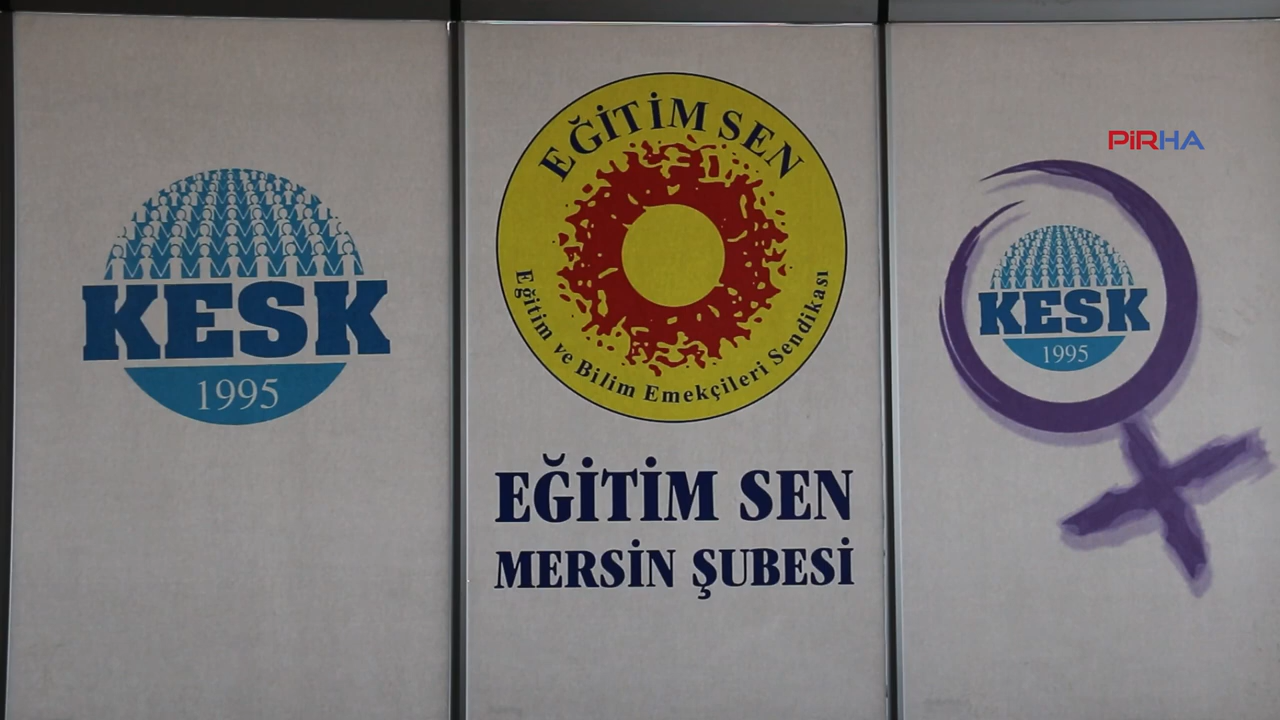 KESK
1995
EĞİTİM SEN
Eğitim ve Bilim Emekçileri Sendikası
EĞİTİM SEN
MERSİN ŞUBESİ
PİRHA
KESK
1995